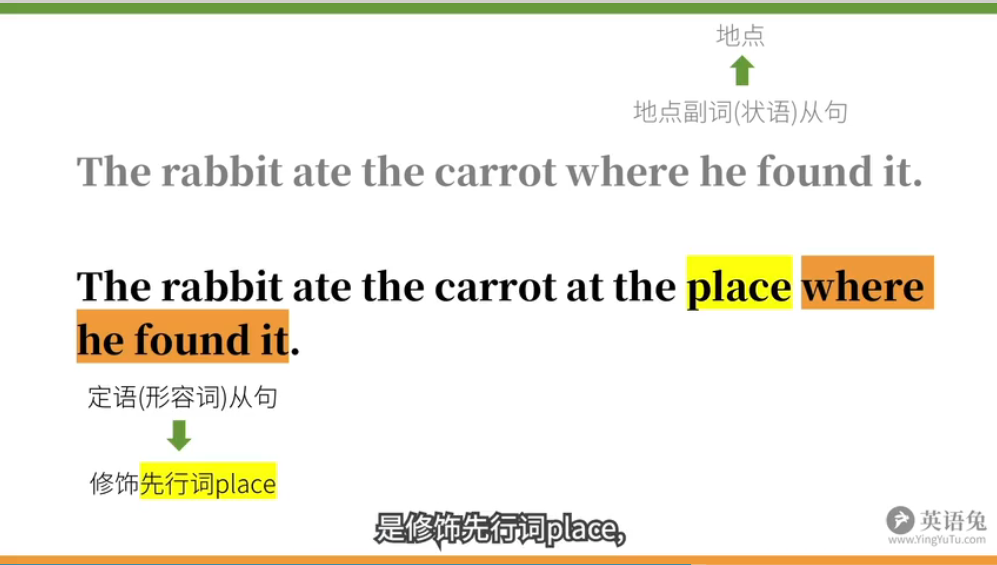 地点
地点副词(状语)从句
The rabbit ate the carrot where he found it.
The rabbit ate the carrot at the place where
he found it.
定语(形容词)从句
修饰先行词place
是修饰先行词place,
英语兔
www.YingYuTu.com